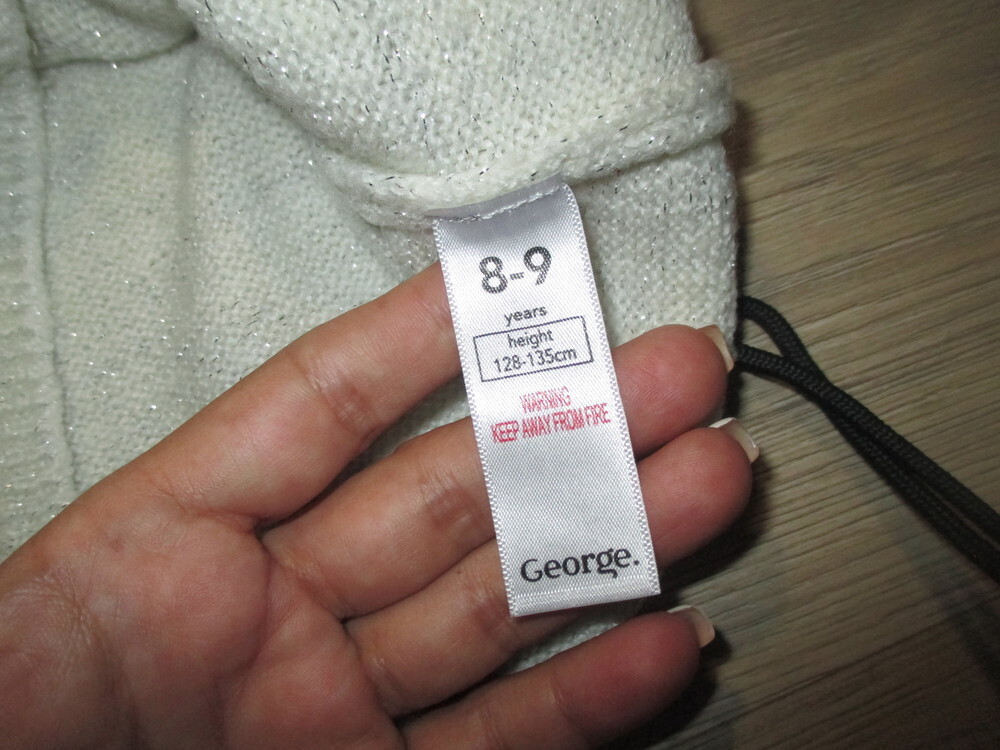 8-9
years
height
128-135cm
WARNING
KEEP AWAY FROM FIRE
George.